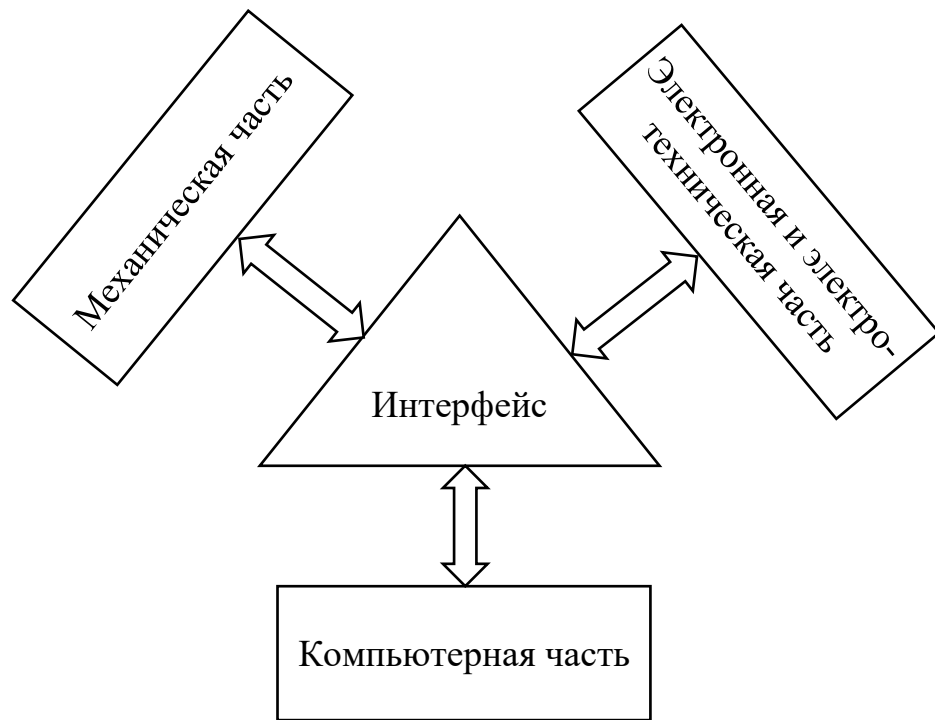 Механическая часть
Электронная и электро-
техническая часть
Интерфейс
Компьютерная часть